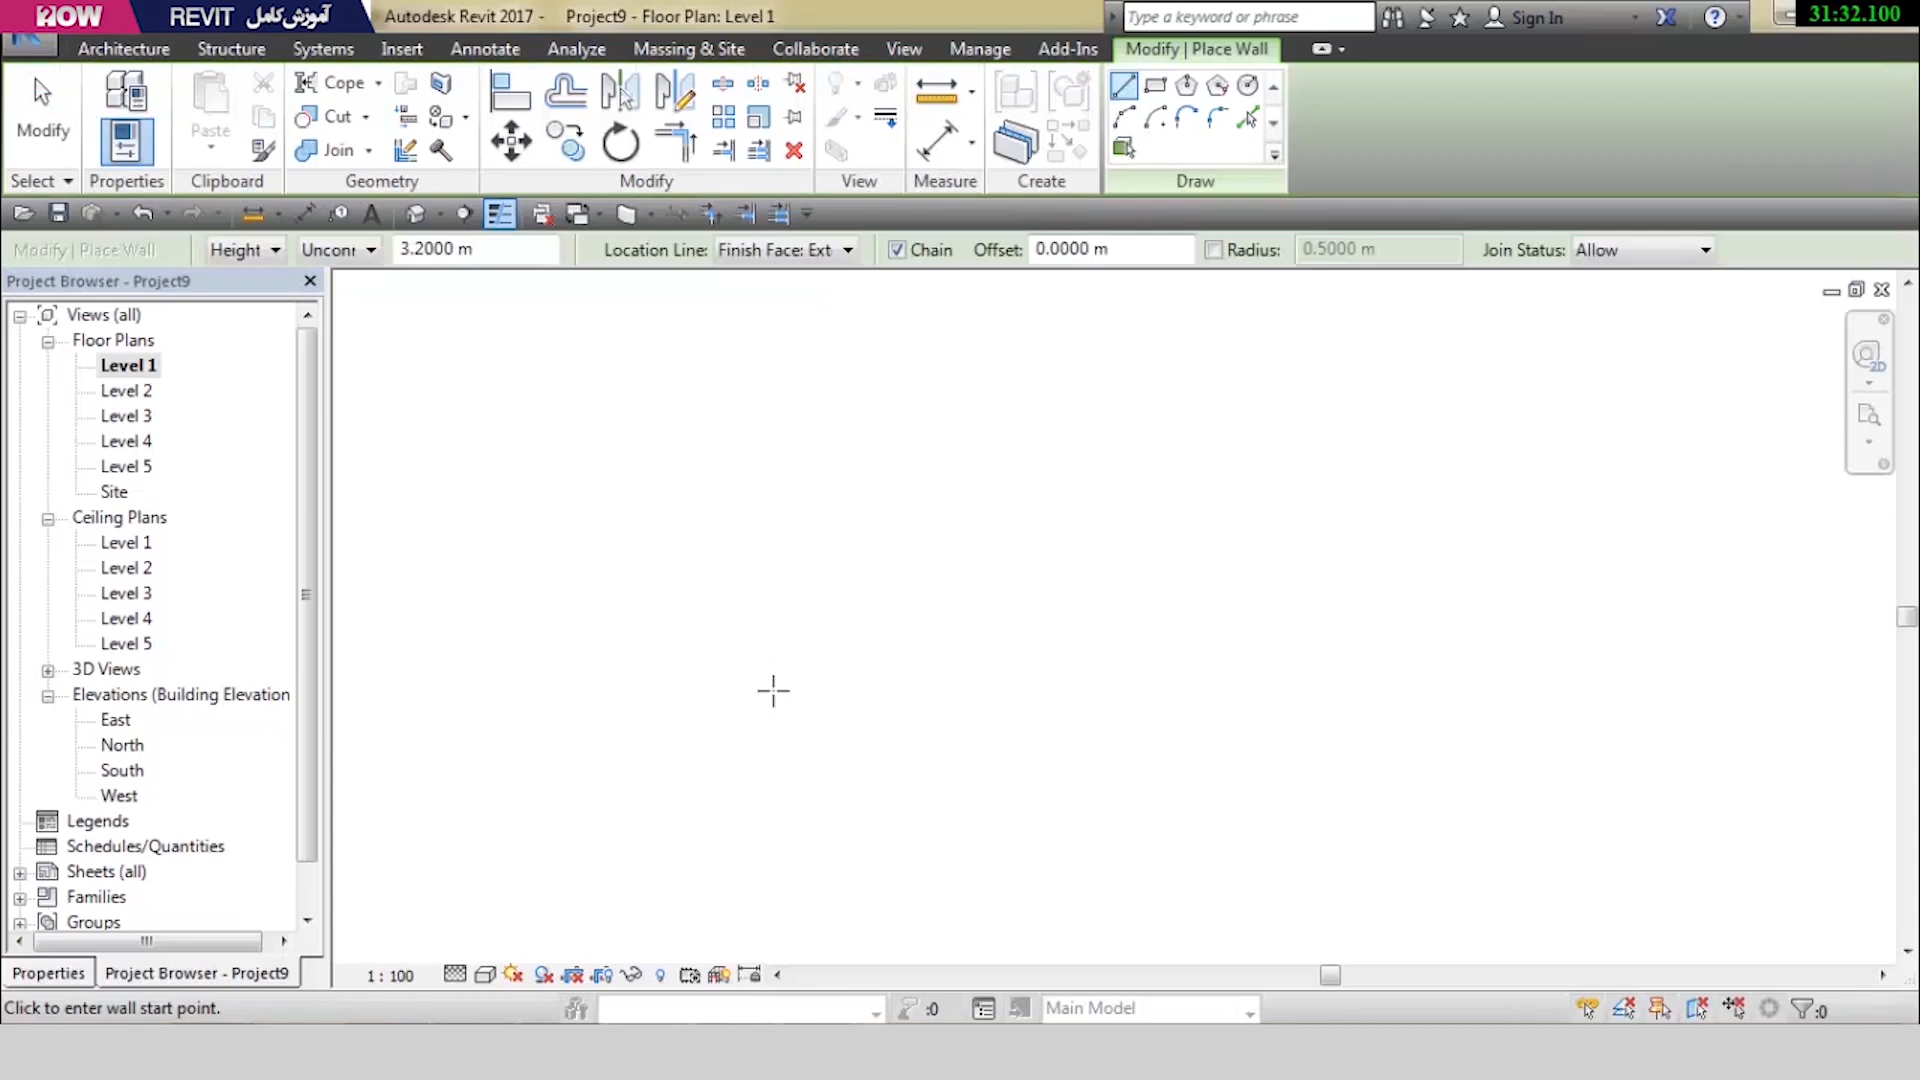 NOW REVIT آموزش کامل Autodesk Revit 2017 - Project9 - Floor Plan: Level 1 Type a keyword or phrase Sign In 31:32.100
Architecture Structure Systems Insert Annotate Analyze Massing & Site Collaborate View Manage Add-Ins Modify | Place Wall
Cope
Modify Paste Cut
Join
Select Properties Clipboard Geometry Modify View Measure Create Draw
Modify | Place Wall Height Uncont 3.2000 m Location Line: Finish Face: Ext Chain Offset: 0.0000 m Radius: 0.5000 m Join Status: Allow
Project Browser - Project9
Views (all)
Floor Plans
Level 1
Level 2
Level 3
Level 4
Level 5
Site
Ceiling Plans
Level 1
Level 2
Level 3
Level 4
Level 5
3D Views
Elevations (Building Elevation
East
North
South
West
Legends
Schedules/Quantities
Sheets (all)
Families
Groups
2D
Properties Project Browser - Project9 1 : 100
Click to enter wall start point. :0 Main Model :0